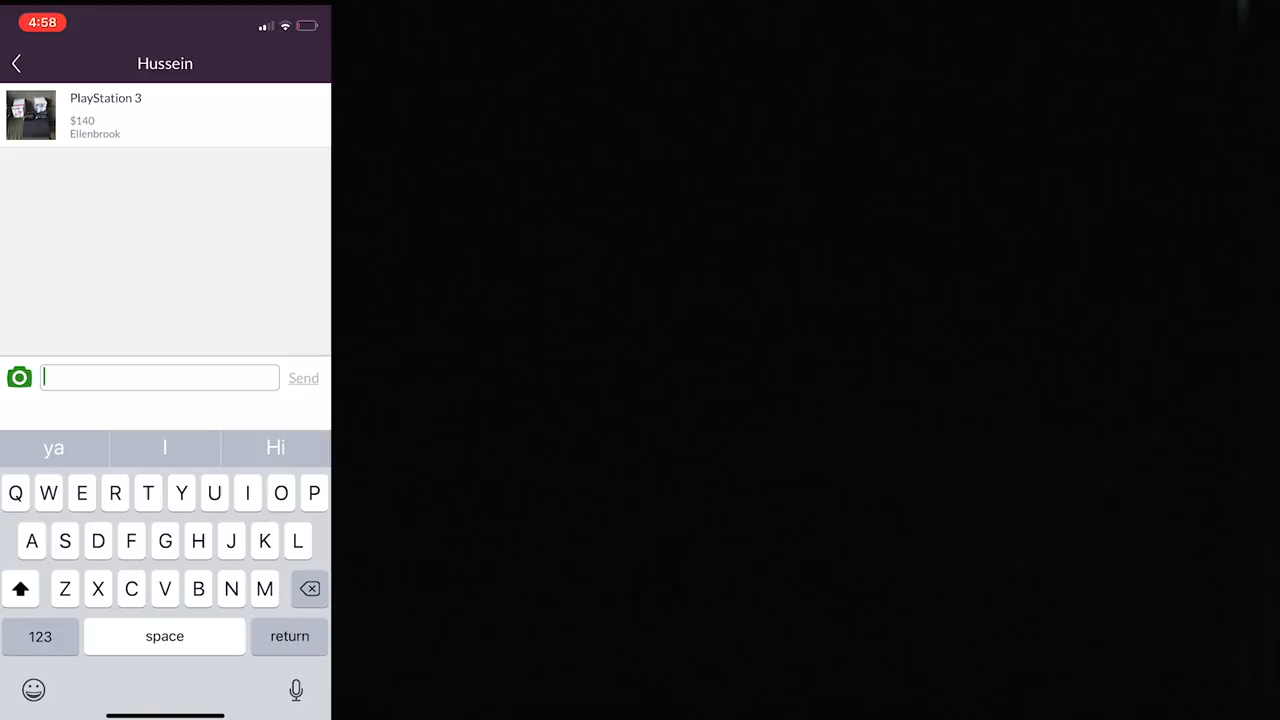 4:58
Hussein
PlayStation 3
$140
Ellenbrook
Send
ya I Hi
Q W E R T Y U I O P
A S D F G H J K L
Z X C V B N M
123 space return